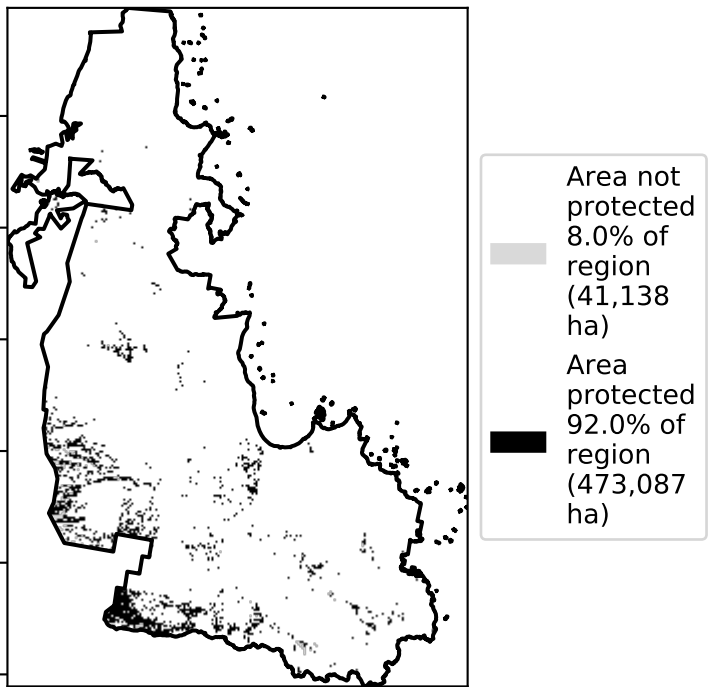 Area not
protected
8.0% of
region
(41,138
ha)
Area
protected
92.0% of
region
(473,087
ha)